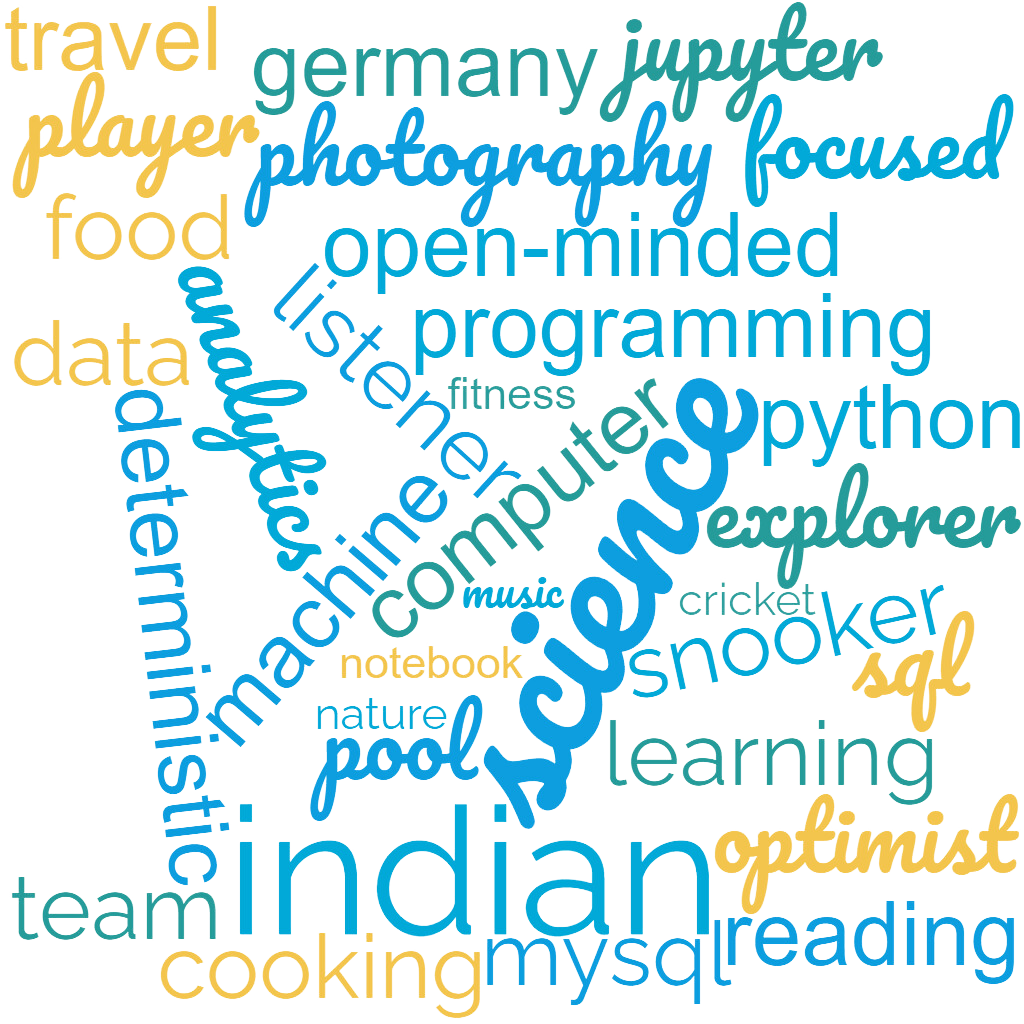 travel
germany
jupyter
player
photography
focused
food
open-minded
analytics
listener
programming
data
fitness
computer
science
python
deterministic
machine
explorer
music
cricket
snooker
notebook
sql
nature
pool
learning
indian
optimist
team
cooking
mysql
reading